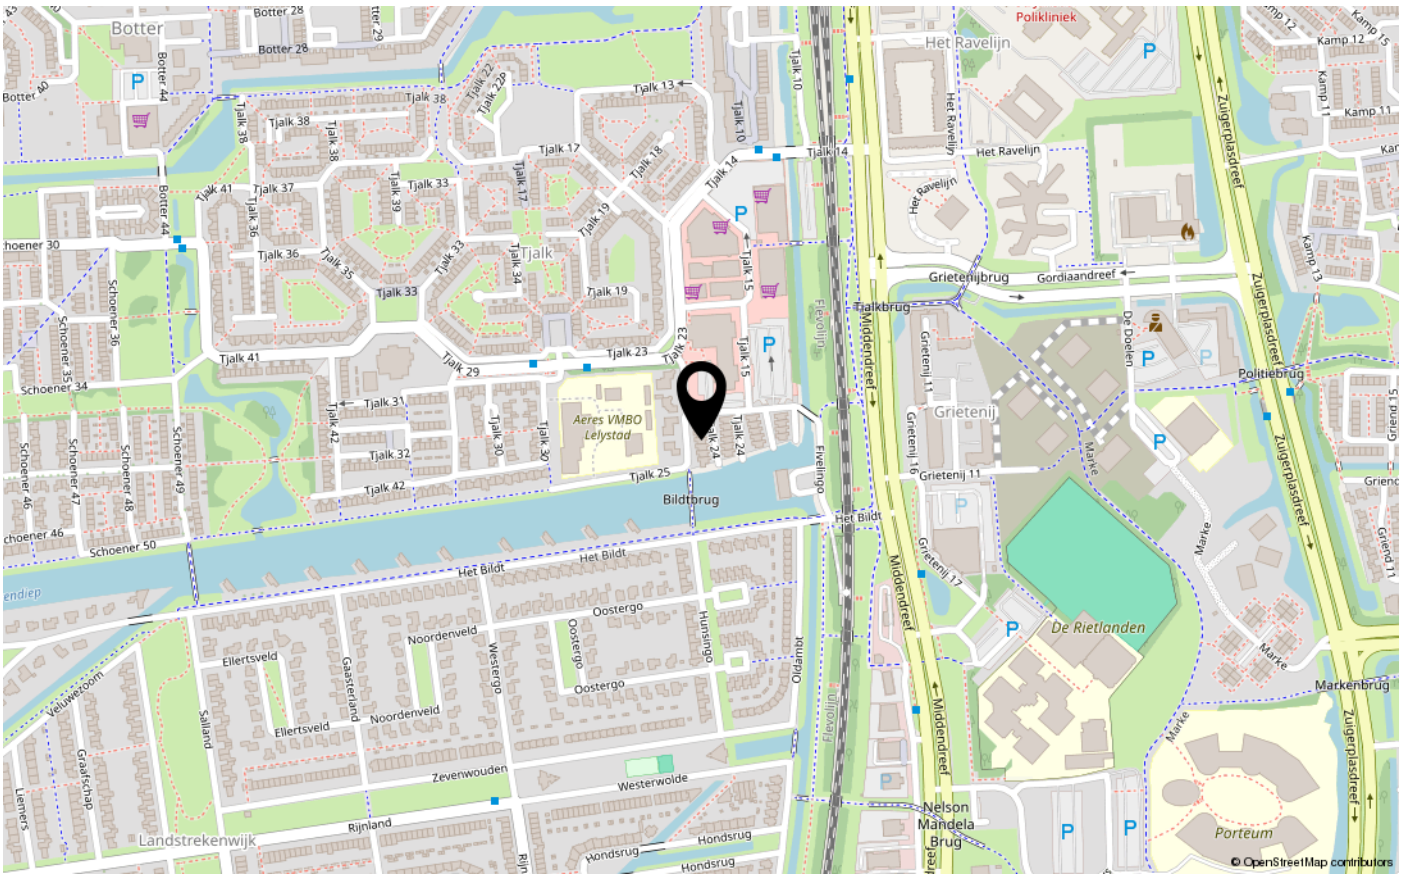 Botter
Botter 28
Botter 28
Botter 40
Botter 44
Botter 44
P
Tjalk 38
Tjalk 38
Tjalk 38
Tjalk 38
Tjalk 22
Tjalk 22P
Tjalk 13
Tjalk 10
Tjalk 10
Tjalk 17
Tjalk 17
Tjalk 18
Tjalk 14
Tjalk 14
Tjalk 41
Tjalk 37
Tjalk 36
Tjalk 36
Tjalk 39
Tjalk 33
Tjalk 33
Tjalk 33
Tjalk 35
Tjalk 34
Tjalk
Tjalk 19
Tjalk 19
P
Tjalk 15
Tjalk 15
P
Tjalk 23
Tjalk 23
Tjalk 29
Tjalk 41
Tjalk 31
Tjalk 42
Tjalk 32
Tjalk 42
Tjalk 30
Tjalk 30
Aeres VMBO
Lelystad
Tjalk 24
Tjalk 24
Tjalk 25
Bildtbrug
choener 30
Schoener 36
Schoener 35
Schoener 34
Schoener 46
Schoener 47
Schoener 48
Schoener 49
choener 46
Schoener 50
endiep
Het Bildt
Het Bildt
Het Bildt
Fivelingo
Flevolijn
Flevolijn
Oostergo
Oostergo
Oostergo
Noordenveld
Noordenveld
Ellertsveld
Ellertsveld
Gaasterland
Westergo
Hunsingo
Oldambt
Veluwezoom
Salland
Graafschap
Liemers
Zevenwouden
Westerwolde
Rijnland
Landstrekenwijk
Hondsrug
Hondsrug
Polikliniek
Het Ravelijn
Het Ravelijn
Het Ravelijn
Het Ravelijn
P
Kamp 12
Kamp 12
Kamp 15
Kamp 11
Kamp 11
Kamp 13
Zuigerplasdreef
Zuigerplasdreef
Zuigerplasdreef
Zuigerplasdreef
Grietenijbrug
Gordiaandreef
Tjalkbrug
Middendreef
Middendreef
Middendreef
De Doelen
P
P
Politiebrug
Grietenij 11
Grietenij
Grietenij 16
Grietenij 11
Grietenij 17
P
P
Marke
Marke
Marke
Marke
Griend 15
Griend 11
P
De Rietlanden
Markenbrug
P
Nelson
Mandela
Brug
P
P
Porteum
© OpenStreetMap contributors